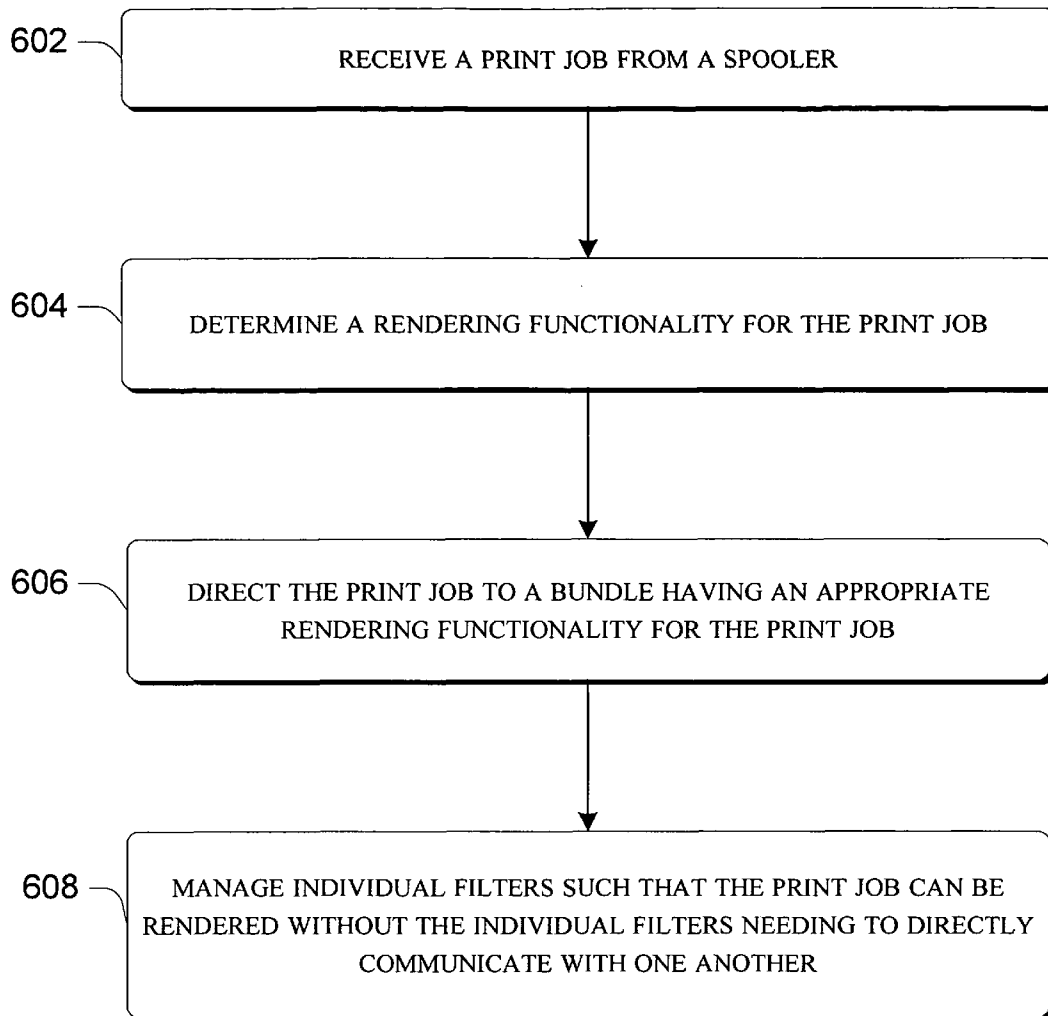 602
RECEIVE A PRINT JOB FROM A SPOOLER
604
DETERMINE A RENDERING FUNCTIONALITY FOR THE PRINT JOB
606
DIRECT THE PRINT JOB TO A BUNDLE HAVING AN APPROPRIATE
RENDERING FUNCTIONALITY FOR THE PRINT JOB
608
MANAGE INDIVIDUAL FILTERS SUCH THAT THE PRINT JOB CAN BE
RENDERED WITHOUT THE INDIVIDUAL FILTERS NEEDING TO DIRECTLY
COMMUNICATE WITH ONE ANOTHER